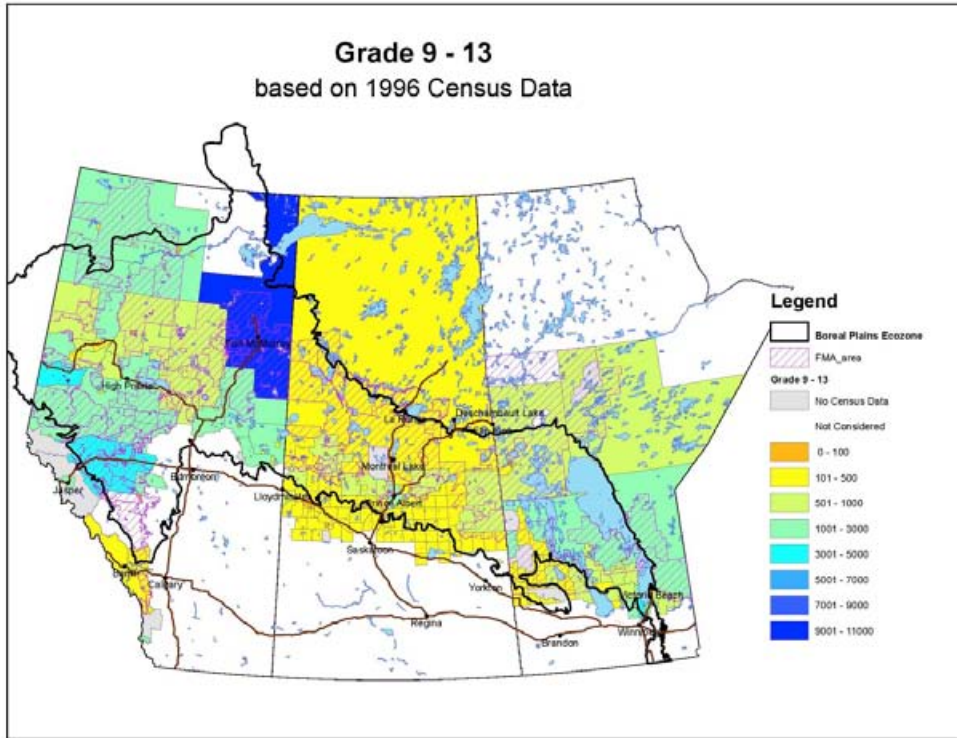 Grade 9 - 13
based on 1996 Census Data
Legend
Boreal Plains Ecozone
FMA_area
Grade 9 - 13
No Census Data
Not Considered
0 - 100
101 - 500
501 - 1000
1001 - 3000
3001 - 5000
5001 - 7000
7001 - 9000
9001 - 11000
Fort McMurray
High Prairie
Deschambault Lake
La Ronge
Montreal Lake
Edmonton
Jasper
Lloydminster
Prince Albert
Saskatoon
Banff
Calgary
Yorkton
Victoria Beach
Regina
Winnipeg
Brandon